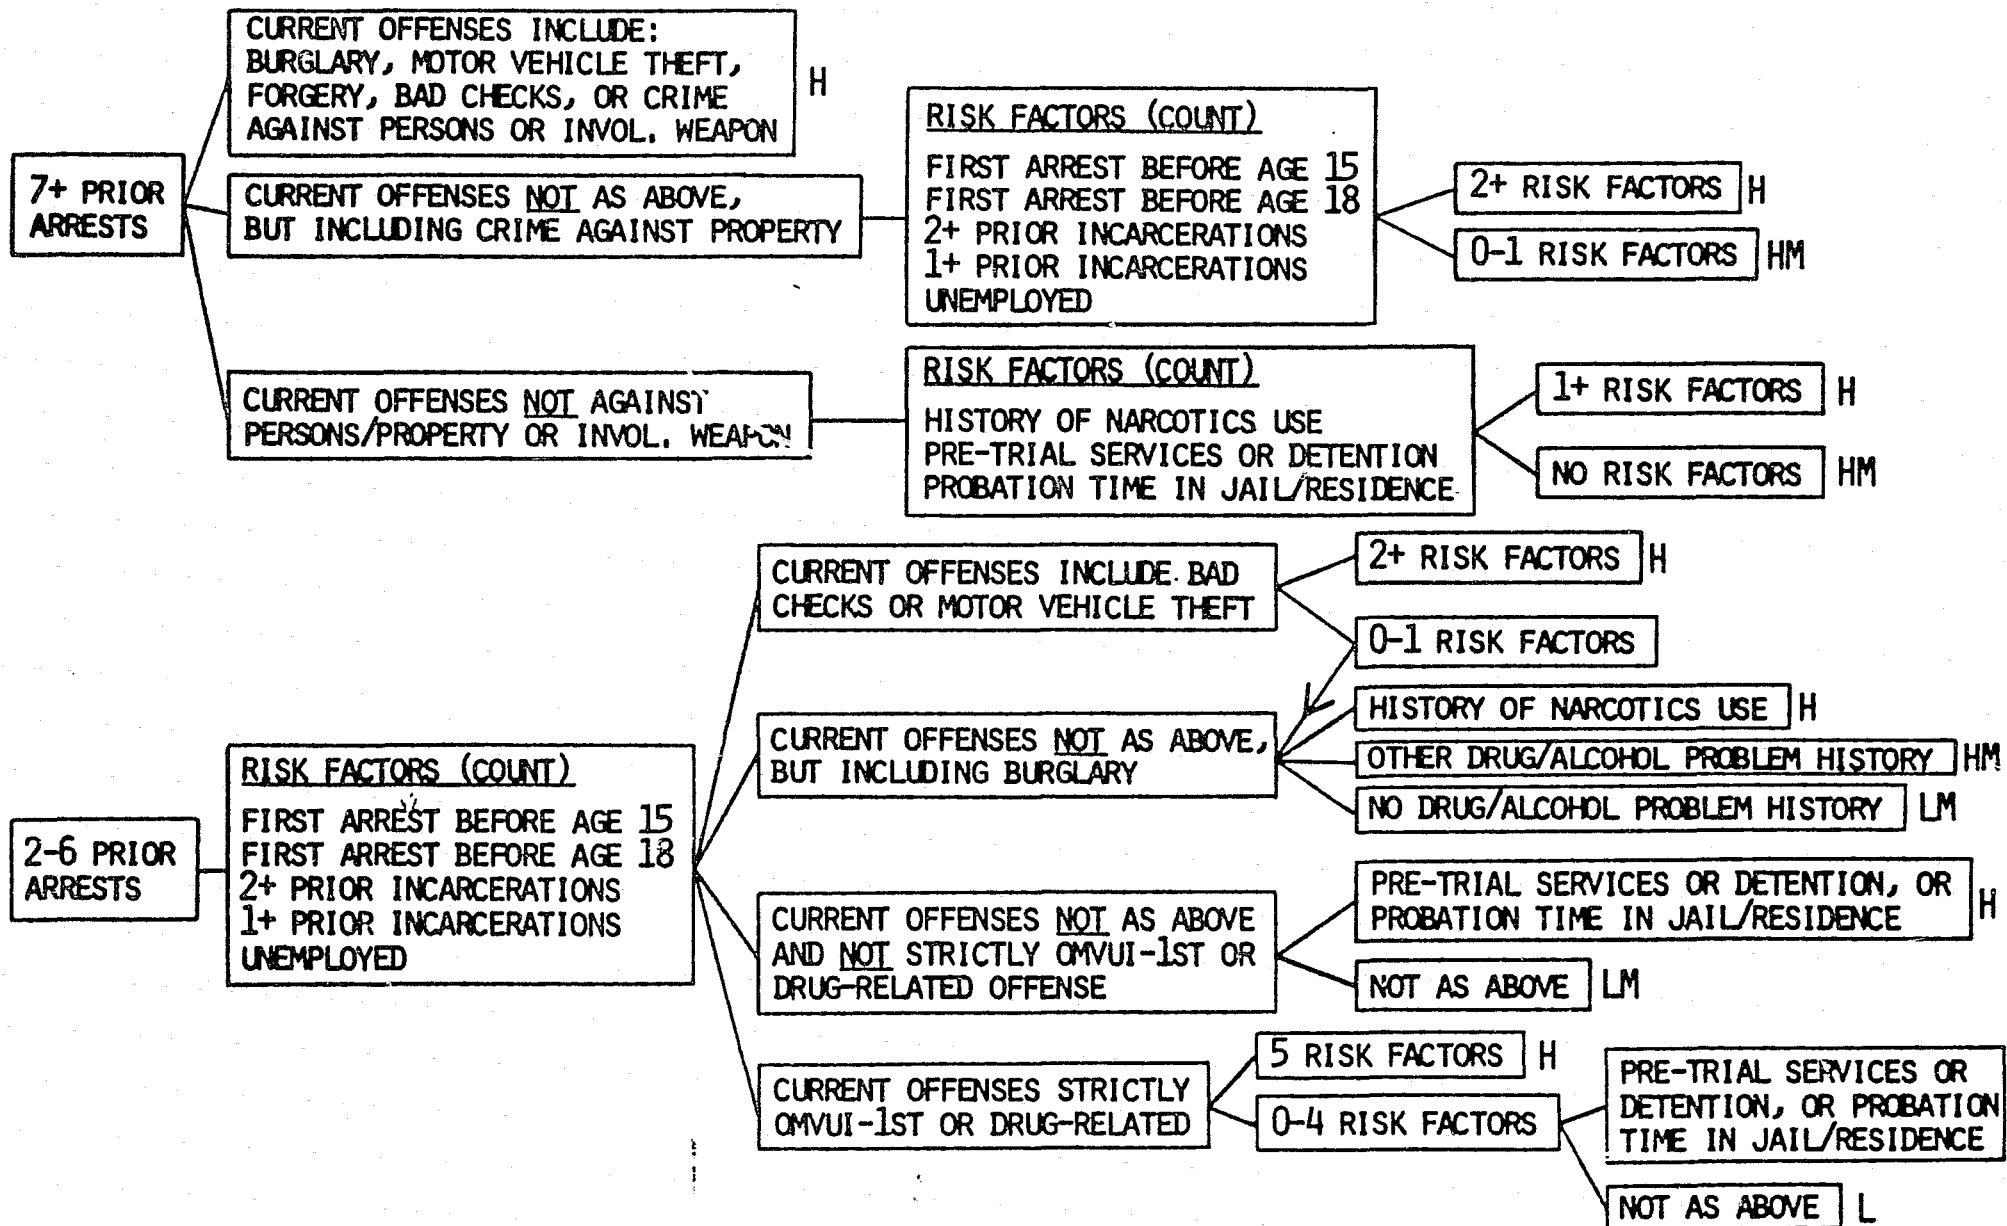 7+ PRIOR
ARRESTS
CURRENT OFFENSES INCLUDE:
BURGLARY, MOTOR VEHICLE THEFT,
FORGERY, BAD CHECKS, OR CRIME
AGAINST PERSONS OR INVOL. WEAPON
H
CURRENT OFFENSES NOT AS ABOVE,
BUT INCLUDING CRIME AGAINST PROPERTY
RISK FACTORS (COUNT)
FIRST ARREST BEFORE AGE 15
FIRST ARREST BEFORE AGE 18
2+ PRIOR INCARCERATIONS
1+ PRIOR INCARCERATIONS
UNEMPLOYED
2+ RISK FACTORS H
0-1 RISK FACTORS HM
CURRENT OFFENSES NOT AGAINST
PERSONS/PROPERTY OR INVOL. WEAPON
RISK FACTORS (COUNT)
HISTORY OF NARCOTICS USE
PRE-TRIAL SERVICES OR DETENTION
PROBATION TIME IN JAIL/RESIDENCE
1+ RISK FACTORS H
NO RISK FACTORS HM
2-6 PRIOR
ARRESTS
RISK FACTORS (COUNT)
FIRST ARREST BEFORE AGE 15
FIRST ARREST BEFORE AGE 18
2+ PRIOR INCARCERATIONS
1+ PRIOR INCARCERATIONS
UNEMPLOYED
CURRENT OFFENSES INCLUDE BAD
CHECKS OR MOTOR VEHICLE THEFT
2+ RISK FACTORS H
0-1 RISK FACTORS
CURRENT OFFENSES NOT AS ABOVE,
BUT INCLUDING BURGLARY
HISTORY OF NARCOTICS USE H
OTHER DRUG/ALCOHOL PROBLEM HISTORY HM
NO DRUG/ALCOHOL PROBLEM HISTORY LM
CURRENT OFFENSES NOT AS ABOVE
AND NOT STRICTLY OMVUI-1ST OR
DRUG-RELATED OFFENSE
PRE-TRIAL SERVICES OR DETENTION, OR
PROBATION TIME IN JAIL/RESIDENCE
H
NOT AS ABOVE LM
CURRENT OFFENSES STRICTLY
OMVUI-1ST OR DRUG-RELATED
5 RISK FACTORS H
0-4 RISK FACTORS
PRE-TRIAL SERVICES OR
DETENTION, OR PROBATION
TIME IN JAIL/RESIDENCE
NOT AS ABOVE L